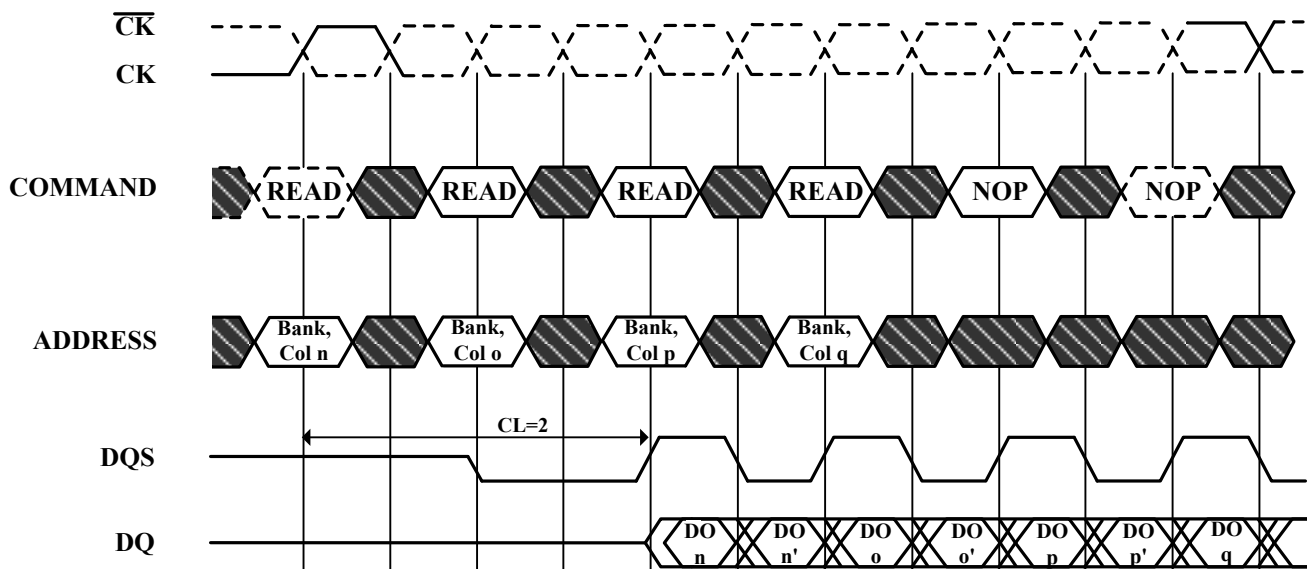 CK
CK
COMMAND
READ
READ
READ
READ
NOP
NOP
ADDRESS
Bank,
Col n
Bank,
Col o
Bank,
Col p
Bank,
Col q
CL=2
DQS
DQ
DO
n
DO
n'
DO
o
DO
o'
DO
p
DO
p'
DO
q